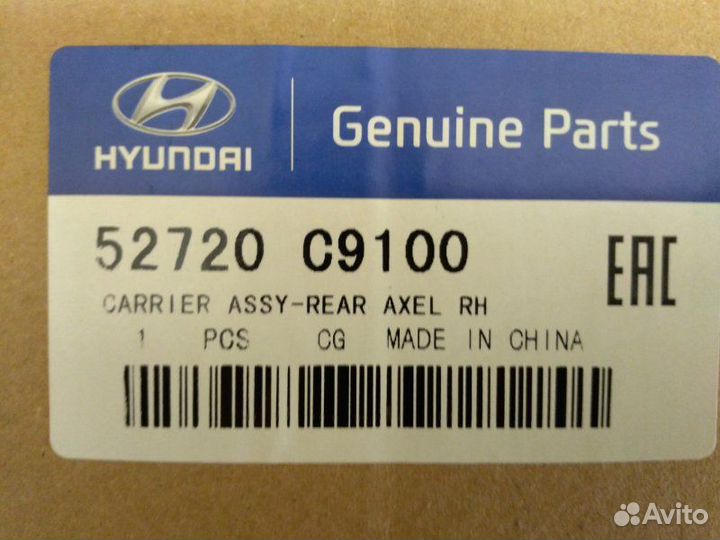 HYUNDAI
Genuine Parts
52720 C9100
EAC
CARRIER ASSY-REAR AXEL RH
1 PCS CG MADE IN CHINA
Avito